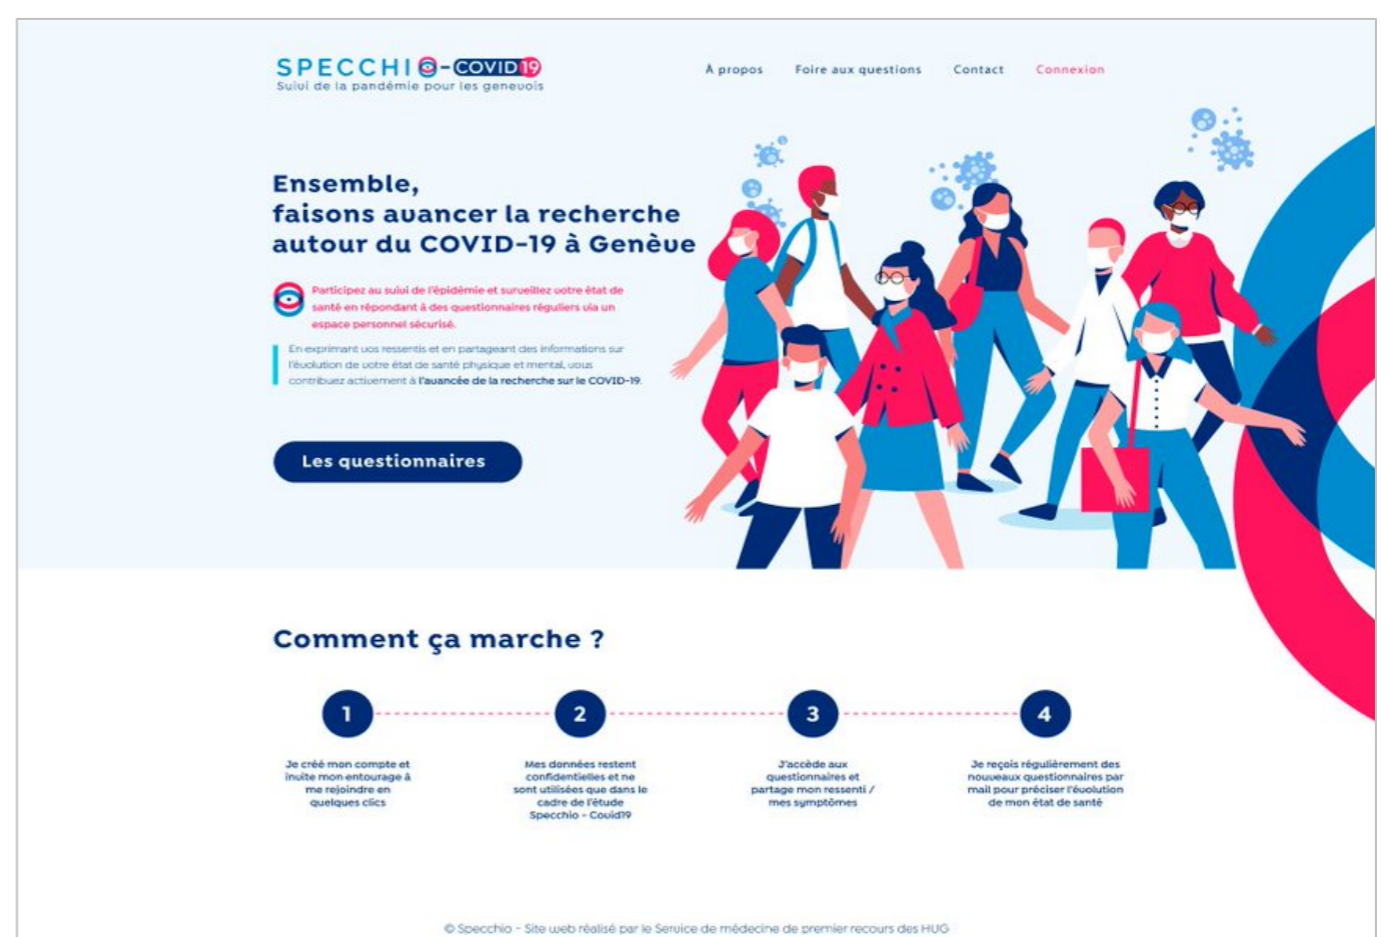 SPECCHIO-COVID19
Suivi de la pandémie pour les genevois
À propos Foire aux questions Contact Connexion
Ensemble,
faisons avancer la recherche
autour du COVID-19 à Genève
Participez au suivi de l'épidémie et surveillez votre état de
santé en répondant à des questionnaires réguliers via un
espace personnel sécurisé.
En exprimant vos ressentis et en partageant des informations sur
l'évolution de votre état de santé physique et mental, vous
contribuez activement à l'avancée de la recherche sur le COVID-19.
Les questionnaires
Comment ça marche ?
1
Je créé mon compte et
invite mon entourage à
me rejoindre en
quelques clics
2
Mes données restent
confidentielles et ne
sont utilisées que dans le
cadre de l'étude
Specchio - Covid19
3
J'accède aux
questionnaires et
partage mon ressenti /
mes symptômes
4
Je reçois régulièrement des
nouveaux questionnaires par
mail pour préciser l'évolution
de mon état de santé
© Specchio - Site web réalisé par le Service de médecine de premier recours des HUG